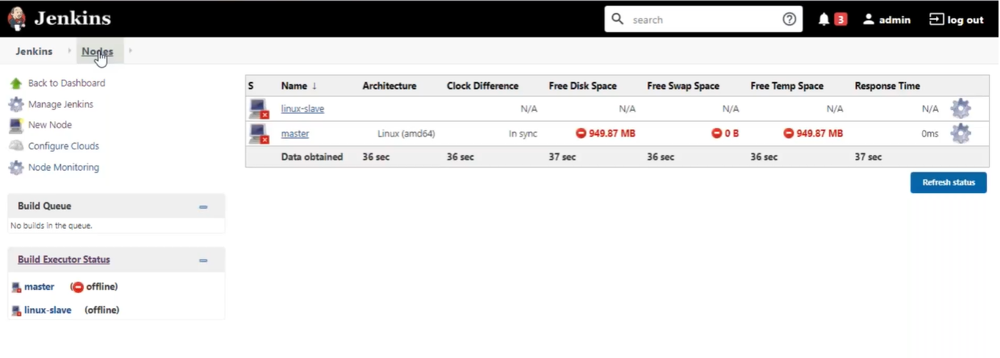 Jenkins
search
3
admin
log out
Jenkins Nodes
Back to Dashboard
Manage Jenkins
New Node
Configure Clouds
Node Monitoring
Build Queue
No builds in the queue.
Build Executor Status
master (offline)
linux-slave (offline)
S Name ↓ Architecture Clock Difference Free Disk Space Free Swap Space Free Temp Space Response Time
linux-slave N/A N/A N/A N/A N/A
master Linux (amd64) In sync 949.87 MB 0 B 949.87 MB 0ms
Data obtained 36 sec 36 sec 37 sec 36 sec 36 sec 37 sec
Refresh status